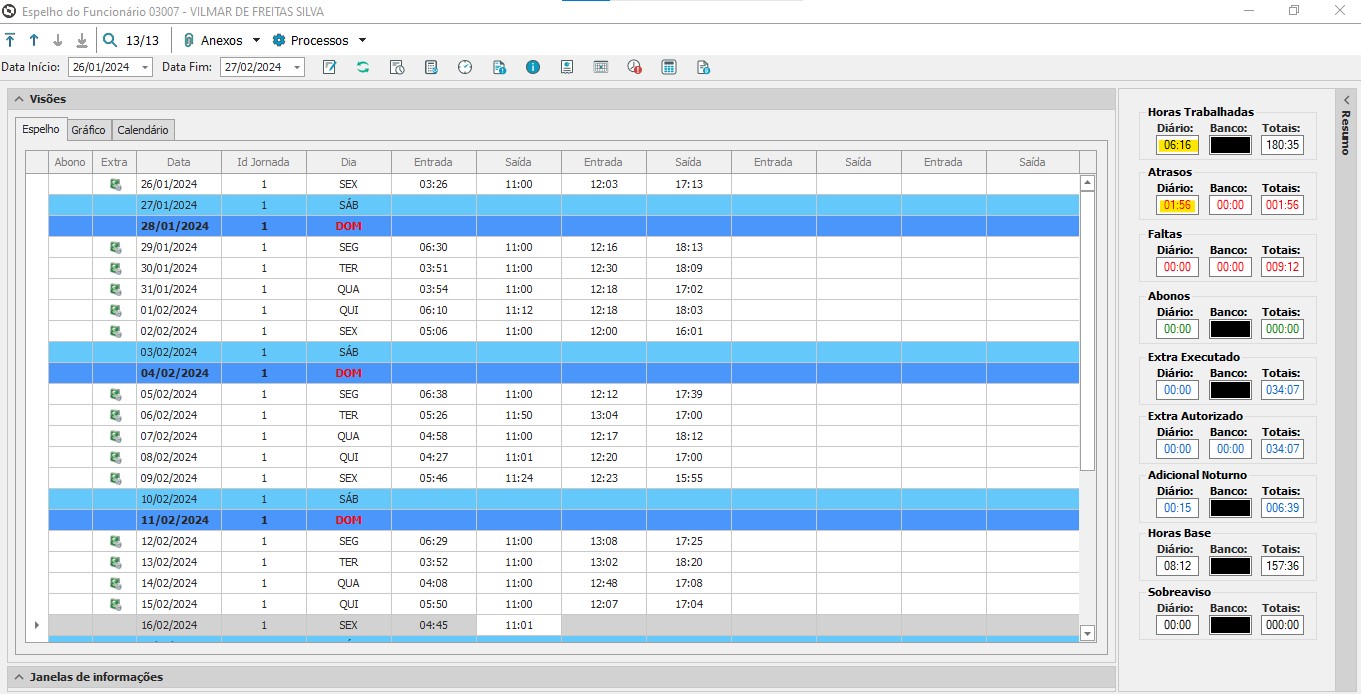 Espelho do Funcionário 03007 - VILMAR DE FREITAS SILVA
13/13 Anexos Processos
Data Início: 26/01/2024 Data Fim: 27/02/2024
Visões
Espelho Gráfico Calendário
Abono Extra Data Id Jornada Dia Entrada Saída Entrada Saída Entrada Saída Entrada Saída
26/01/2024 1 SEX 03:26 11:00 12:03 17:13
27/01/2024 1 SÁB
28/01/2024 1 DOM
29/01/2024 1 SEG 06:30 11:00 12:16 18:13
30/01/2024 1 TER 03:51 11:00 12:30 18:09
31/01/2024 1 QUA 03:54 11:00 12:18 17:02
01/02/2024 1 QUI 06:10 11:12 12:18 18:03
02/02/2024 1 SEX 05:06 11:00 12:00 16:01
03/02/2024 1 SÁB
04/02/2024 1 DOM
05/02/2024 1 SEG 06:38 11:00 12:12 17:39
06/02/2024 1 TER 05:26 11:50 13:04 17:00
07/02/2024 1 QUA 04:58 11:00 12:17 18:12
08/02/2024 1 QUI 04:27 11:01 12:20 17:00
09/02/2024 1 SEX 05:46 11:24 12:23 15:55
10/02/2024 1 SÁB
11/02/2024 1 DOM
12/02/2024 1 SEG 06:29 11:00 13:08 17:25
13/02/2024 1 TER 03:52 11:00 13:02 18:20
14/02/2024 1 QUA 04:08 11:00 12:48 17:08
15/02/2024 1 QUI 05:50 11:00 12:07 17:04
16/02/2024 1 SEX 04:45 11:01
Janelas de informações
Horas Trabalhadas
Diário: Banco: Totais:
06:16 180:35
Atrasos
Diário: Banco: Totais:
01:56 00:00 001:56
Faltas
Diário: Banco: Totais:
00:00 00:00 009:12
Abonos
Diário: Banco: Totais:
00:00 000:00
Extra Executado
Diário: Banco: Totais:
00:00 034:07
Extra Autorizado
Diário: Banco: Totais:
00:00 00:00 034:07
Adicional Noturno
Diário: Banco: Totais:
00:15 006:39
Horas Base
Diário: Banco: Totais:
08:12 157:36
Sobreaviso
Diário: Banco: Totais:
00:00 000:00
Resumo